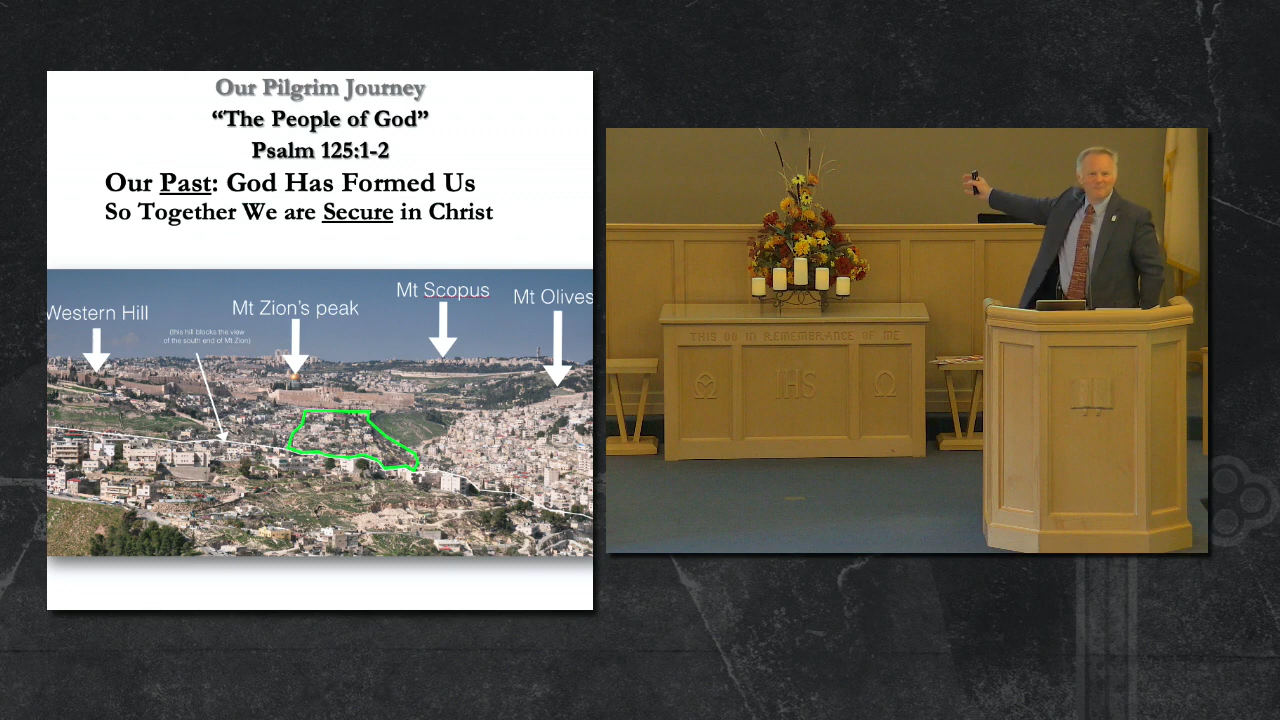 Our Pilgrim Journey
“The People of God”
Psalm 125:1-2
Our Past: God Has Formed Us
So Together We are Secure in Christ
Western Hill
(this hill blocks the view
of the south end of Mt Zion)
Mt Zion's peak
Mt Scopus
Mt Olives
THIS DO IN REMEMBRANCE OF ME
Ω
IHS
Ω